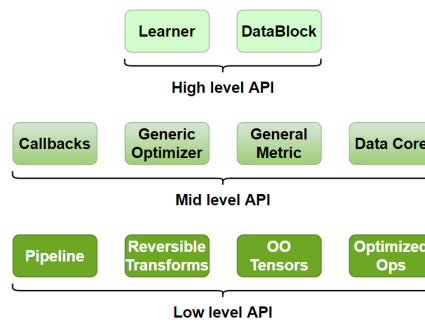 Learner DataBlock
High level API
Callbacks Generic Optimizer General Metric Data Core
Mid level API
Pipeline Reversible Transforms OO Tensors Optimized Ops
Low level API